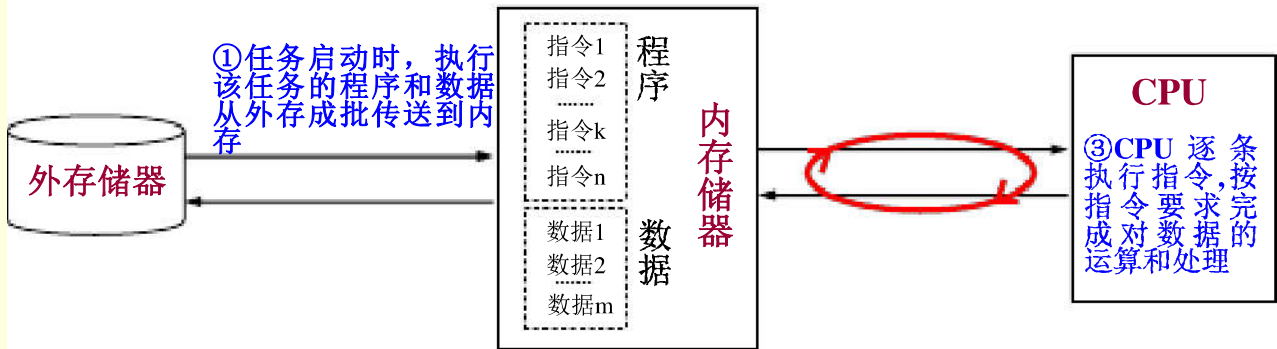 ①任务启动时，执行
该任务的程序和数据
从外存成批传送到内
存
外存储器
指令1
指令2
……
指令k
……
指令n
程序
数据1
数据2
……
数据m
数据
内存储器
CPU
③CPU 逐条
执行指令,按
指令要求完
成对数据的
运算和处理